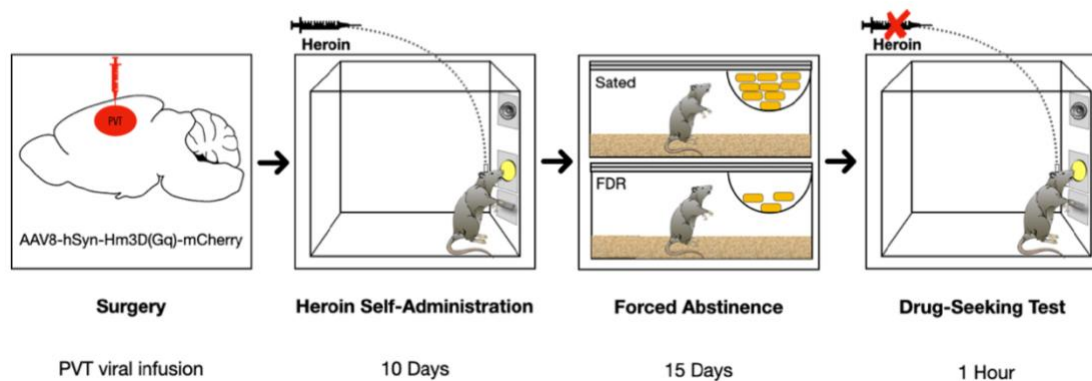 Heroin
Heroin
PVT
Sated
FDR
AAV8-hSyn-Hm3D(Gq)-mCherry
Surgery
Heroin Self-Administration
Forced Abstinence
Drug-Seeking Test
PVT viral infusion
10 Days
15 Days
1 Hour